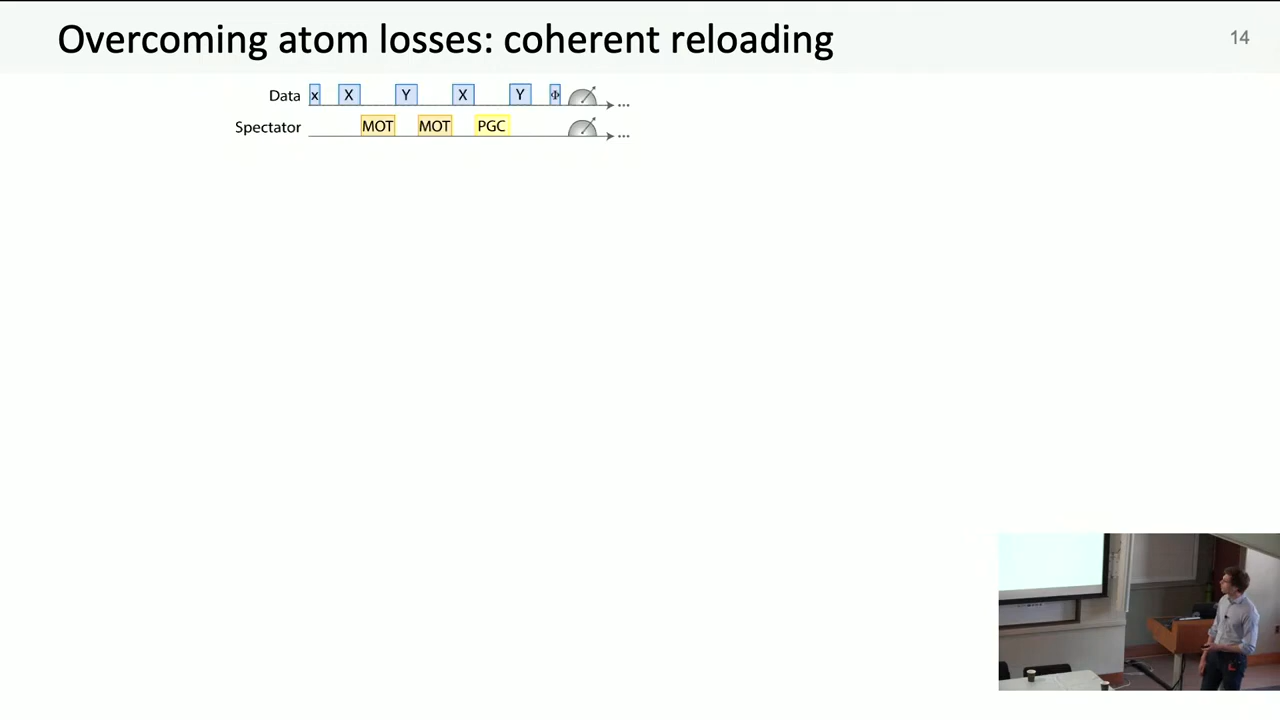 Overcoming atom losses: coherent reloading
14
Data x X Y X Y Φ ...
Spectator MOT MOT PGC ...